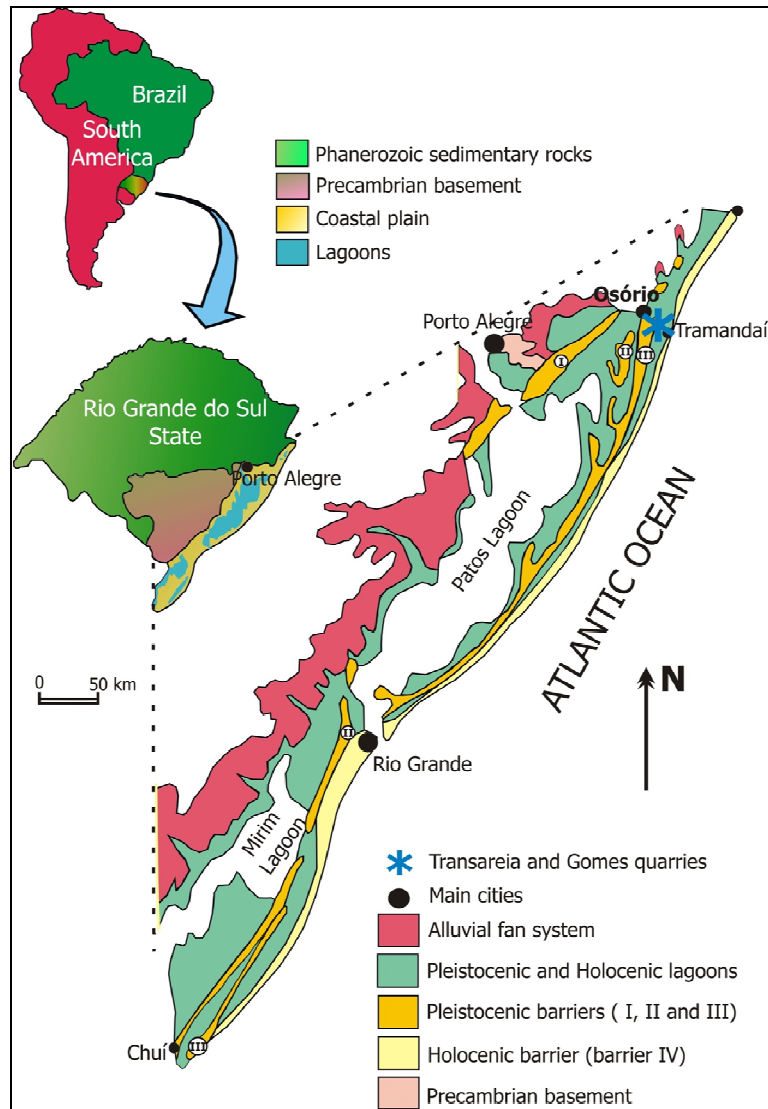 Brazil
South
America
Phanerozoic sedimentary rocks
Precambrian basement
Coastal plain
Lagoons
Osório
Porto Alegre
Tramandaí
I
II
III
Rio Grande do Sul
State
Porto Alegre
Patos Lagoon
ATLANTIC OCEAN
0 50 km
N
II
Rio Grande
Mirim
Lagoon
Transareia and Gomes quarries
Main cities
Alluvial fan system
Pleistocenic and Holocenic lagoons
Pleistocenic barriers ( I, II and III)
Holocenic barrier (barrier IV)
Precambrian basement
Chuí
III